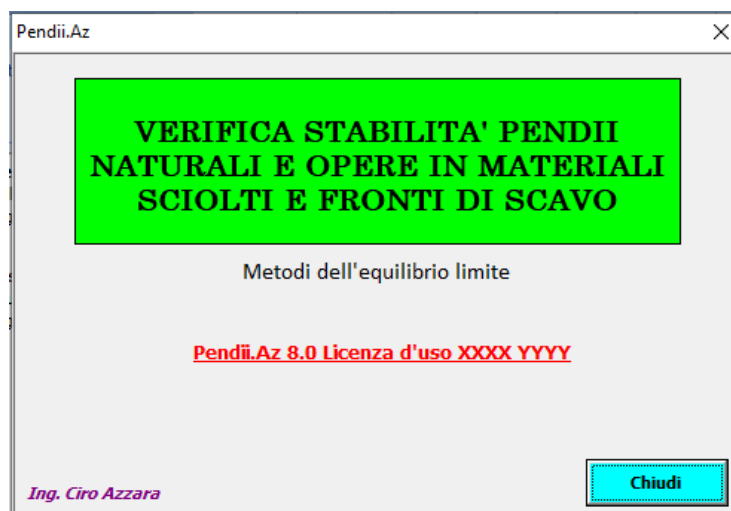 Pendii.Az
VERIFICA STABILITA' PENDII
NATURALI E OPERE IN MATERIALI
SCIOLTI E FRONTI DI SCAVO
Metodi dell'equilibrio limite
Pendii.Az 8.0 Licenza d'uso XXXX YYYY
Ing. Ciro Azzara
Chiudi